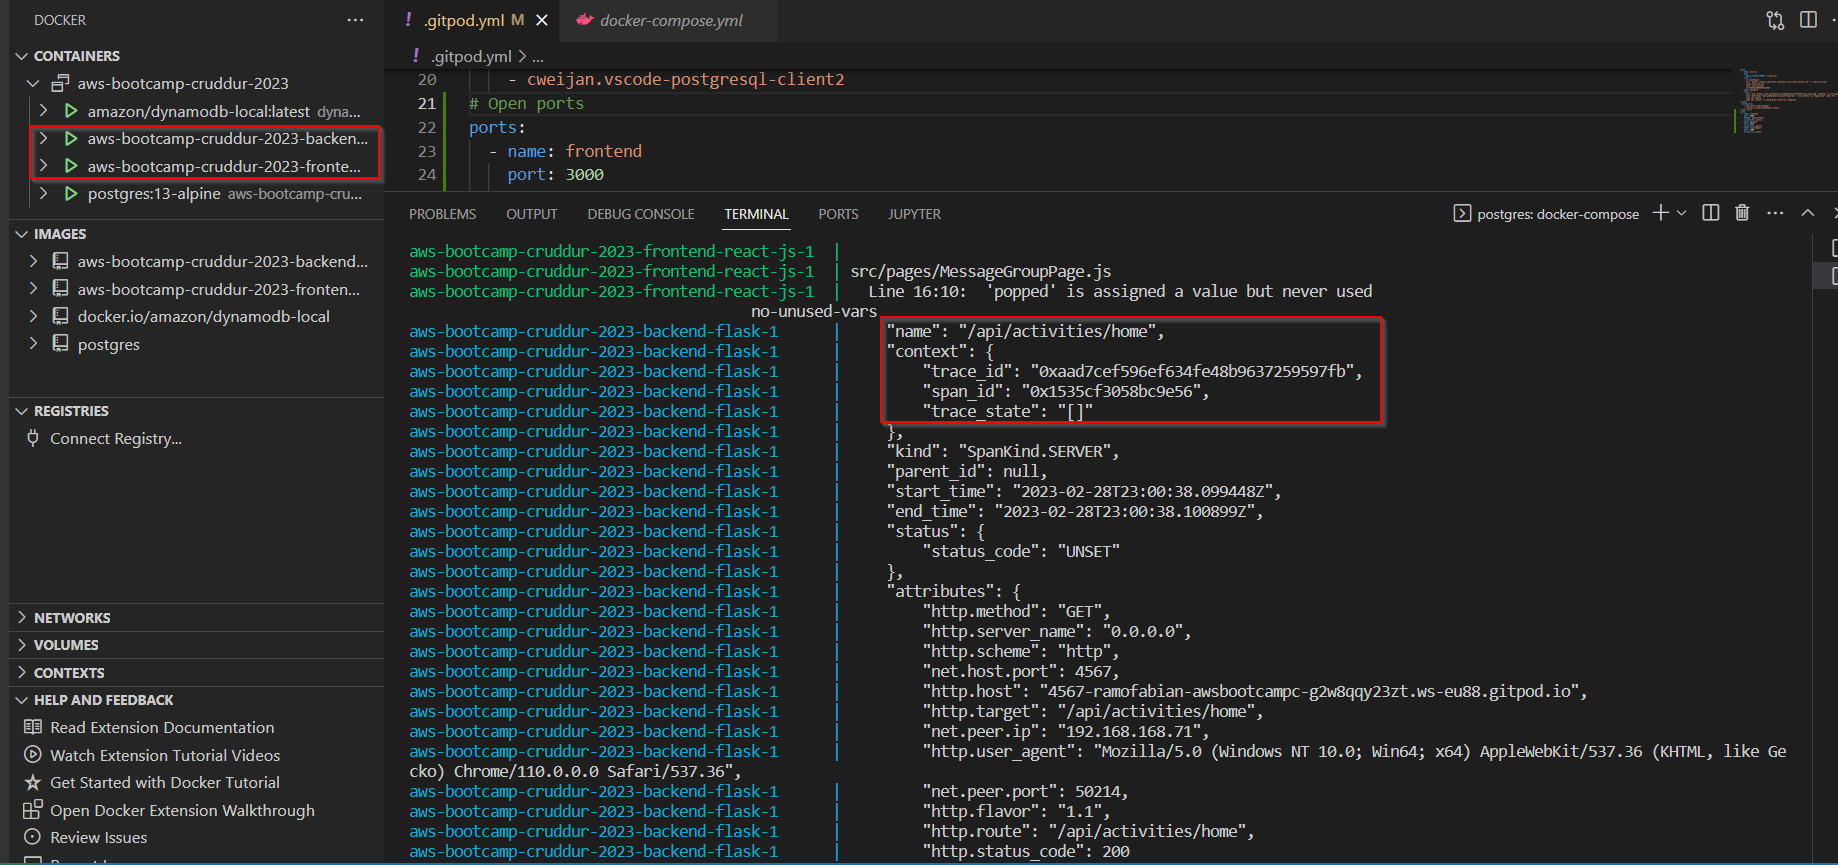 DOCKER
CONTAINERS
aws-bootcamp-cruddur-2023
amazon/dynamodb-local:latest dyna...
aws-bootcamp-cruddur-2023-backen...
aws-bootcamp-cruddur-2023-fronte...
postgres:13-alpine aws-bootcamp-cru...
IMAGES
aws-bootcamp-cruddur-2023-backend...
aws-bootcamp-cruddur-2023-fronten...
docker.io/amazon/dynamodb-local
postgres
REGISTRIES
Connect Registry...
NETWORKS
VOLUMES
CONTEXTS
HELP AND FEEDBACK
Read Extension Documentation
Watch Extension Tutorial Videos
Get Started with Docker Tutorial
Open Docker Extension Walkthrough
Review Issues
! .gitpod.yml M
docker-compose.yml
! .gitpod.yml > ...
20 - cweijan.vscode-postgresql-client2
21 # Open ports
22 ports:
23 - name: frontend
24 port: 3000
PROBLEMS OUTPUT DEBUG CONSOLE TERMINAL PORTS JUPYTER
postgres: docker-compose
aws-bootcamp-cruddur-2023-frontend-react-js-1 |
aws-bootcamp-cruddur-2023-frontend-react-js-1 | src/pages/MessageGroupPage.js
aws-bootcamp-cruddur-2023-frontend-react-js-1 | Line 16:10: 'popped' is assigned a value but never used
no-unused-vars
aws-bootcamp-cruddur-2023-backend-flask-1 | "name": "/api/activities/home",
aws-bootcamp-cruddur-2023-backend-flask-1 | "context": {
aws-bootcamp-cruddur-2023-backend-flask-1 | "trace_id": "0xaad7cef596ef634fe48b9637259597fb",
aws-bootcamp-cruddur-2023-backend-flask-1 | "span_id": "0x1535cf3058bc9e56",
aws-bootcamp-cruddur-2023-backend-flask-1 | "trace_state": "[]"
aws-bootcamp-cruddur-2023-backend-flask-1 | },
aws-bootcamp-cruddur-2023-backend-flask-1 | "kind": "SpanKind.SERVER",
aws-bootcamp-cruddur-2023-backend-flask-1 | "parent_id": null,
aws-bootcamp-cruddur-2023-backend-flask-1 | "start_time": "2023-02-28T23:00:38.099448Z",
aws-bootcamp-cruddur-2023-backend-flask-1 | "end_time": "2023-02-28T23:00:38.100899Z",
aws-bootcamp-cruddur-2023-backend-flask-1 | "status": {
aws-bootcamp-cruddur-2023-backend-flask-1 | "status_code": "UNSET"
aws-bootcamp-cruddur-2023-backend-flask-1 | },
aws-bootcamp-cruddur-2023-backend-flask-1 | "attributes": {
aws-bootcamp-cruddur-2023-backend-flask-1 | "http.method": "GET",
aws-bootcamp-cruddur-2023-backend-flask-1 | "http.server_name": "0.0.0.0",
aws-bootcamp-cruddur-2023-backend-flask-1 | "http.scheme": "http",
aws-bootcamp-cruddur-2023-backend-flask-1 | "net.host.port": 4567,
aws-bootcamp-cruddur-2023-backend-flask-1 | "http.host": "4567-ramofabian-awsbootcampc-g2w8qqy23zt.ws-eu88.gitpod.io",
aws-bootcamp-cruddur-2023-backend-flask-1 | "http.target": "/api/activities/home",
aws-bootcamp-cruddur-2023-backend-flask-1 | "net.peer.ip": "192.168.168.71",
aws-bootcamp-cruddur-2023-backend-flask-1 | "http.user_agent": "Mozilla/5.0 (Windows NT 10.0; Win64; x64) AppleWebKit/537.36 (KHTML, like Ge
cko) Chrome/110.0.0.0 Safari/537.36",
aws-bootcamp-cruddur-2023-backend-flask-1 | "net.peer.port": 50214,
aws-bootcamp-cruddur-2023-backend-flask-1 | "http.flavor": "1.1",
aws-bootcamp-cruddur-2023-backend-flask-1 | "http.route": "/api/activities/home",
aws-bootcamp-cruddur-2023-backend-flask-1 | "http.status_code": 200